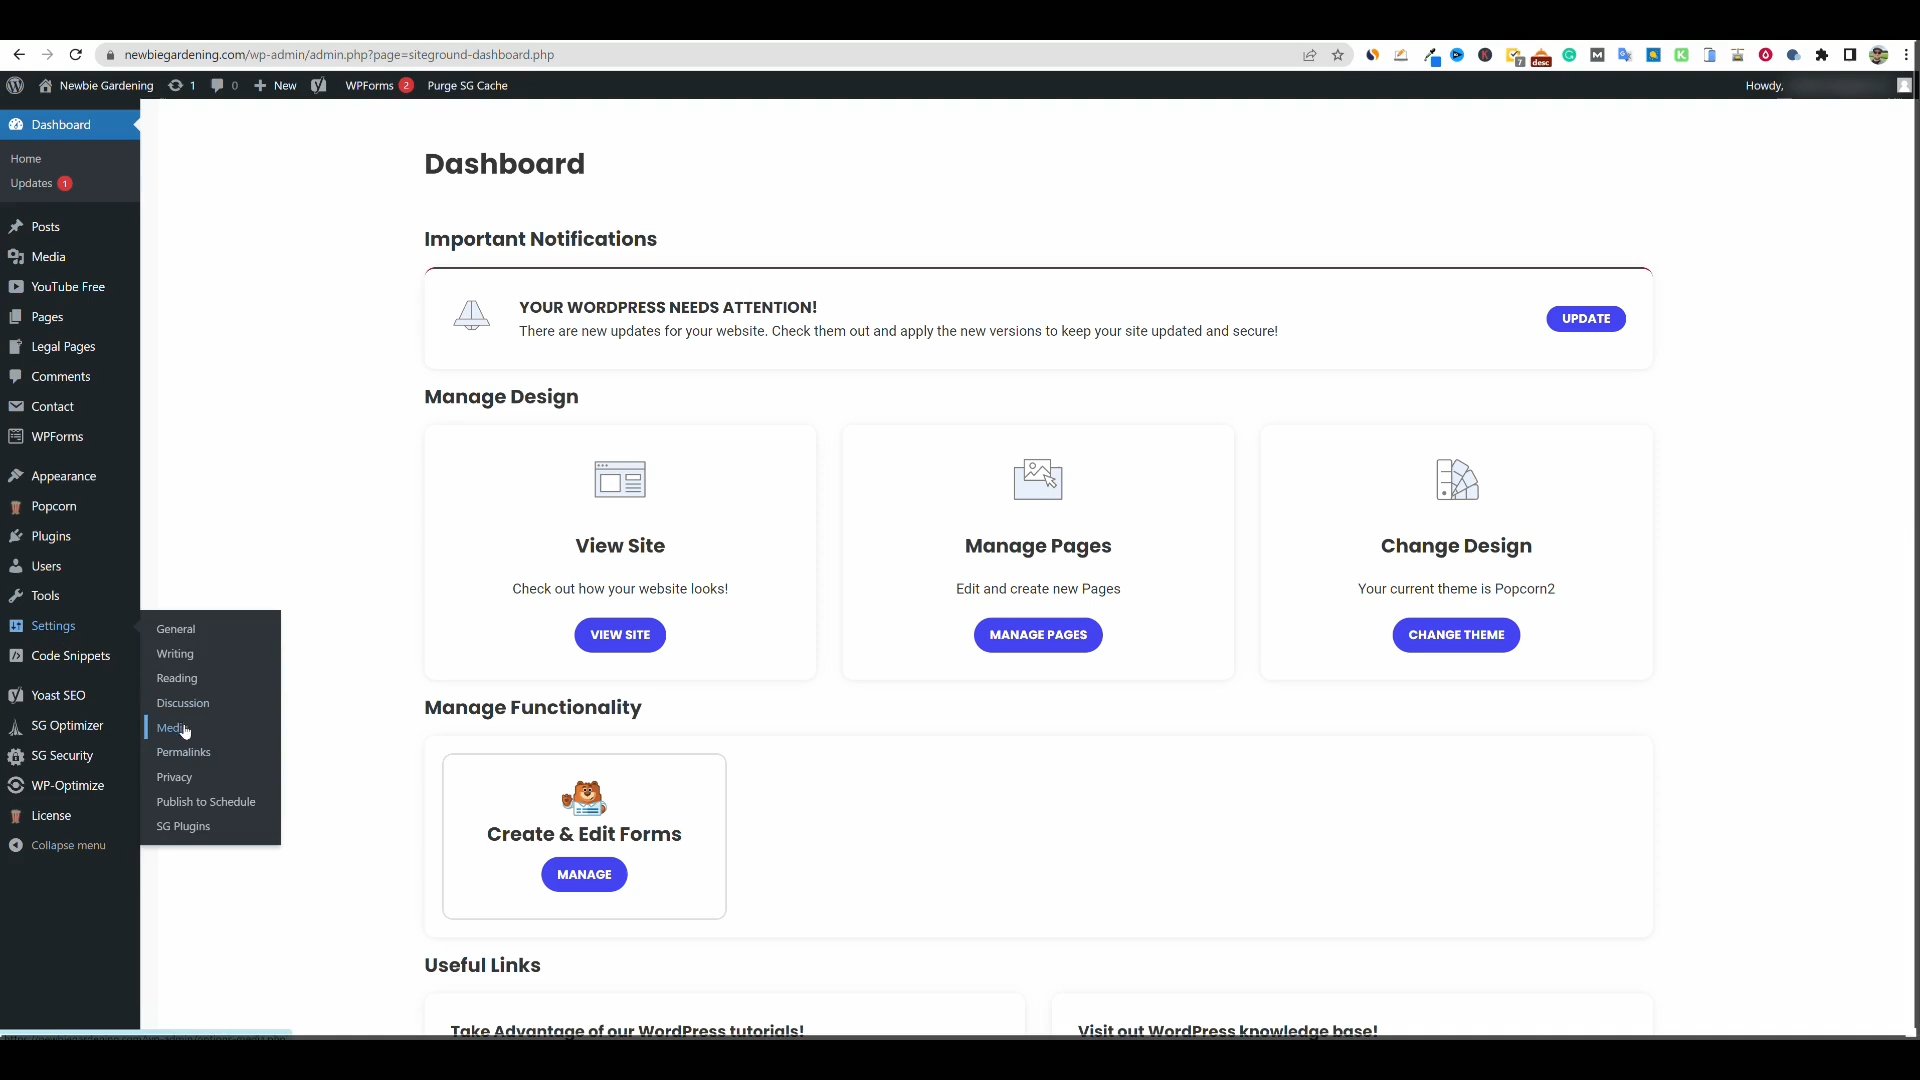 newbiegardening.com/wp-admin/admin.php?page=siteground-dashboard.php
7
desc
Newbie Gardening
1
0
New
WPForms 2
Purge SG Cache
Howdy,
Dashboard
Home
Updates 1
Posts
Media
YouTube Free
Pages
Legal Pages
Comments
Contact
WPForms
Appearance
Popcorn
Plugins
Users
Tools
Settings
Code Snippets
Yoast SEO
SG Optimizer
SG Security
WP-Optimize
License
Collapse menu
General
Writing
Reading
Discussion
Media
Permalinks
Privacy
Publish to Schedule
SG Plugins
Dashboard
Important Notifications
YOUR WORDPRESS NEEDS ATTENTION!
There are new updates for your website. Check them out and apply the new versions to keep your site updated and secure!
UPDATE
Manage Design
View Site
Check out how your website looks!
VIEW SITE
Manage Pages
Edit and create new Pages
MANAGE PAGES
Change Design
Your current theme is Popcorn2
CHANGE THEME
Manage Functionality
Create & Edit Forms
MANAGE
Useful Links
Take Advantage of our WordPress tutorials!
Visit out WordPress knowledge base!